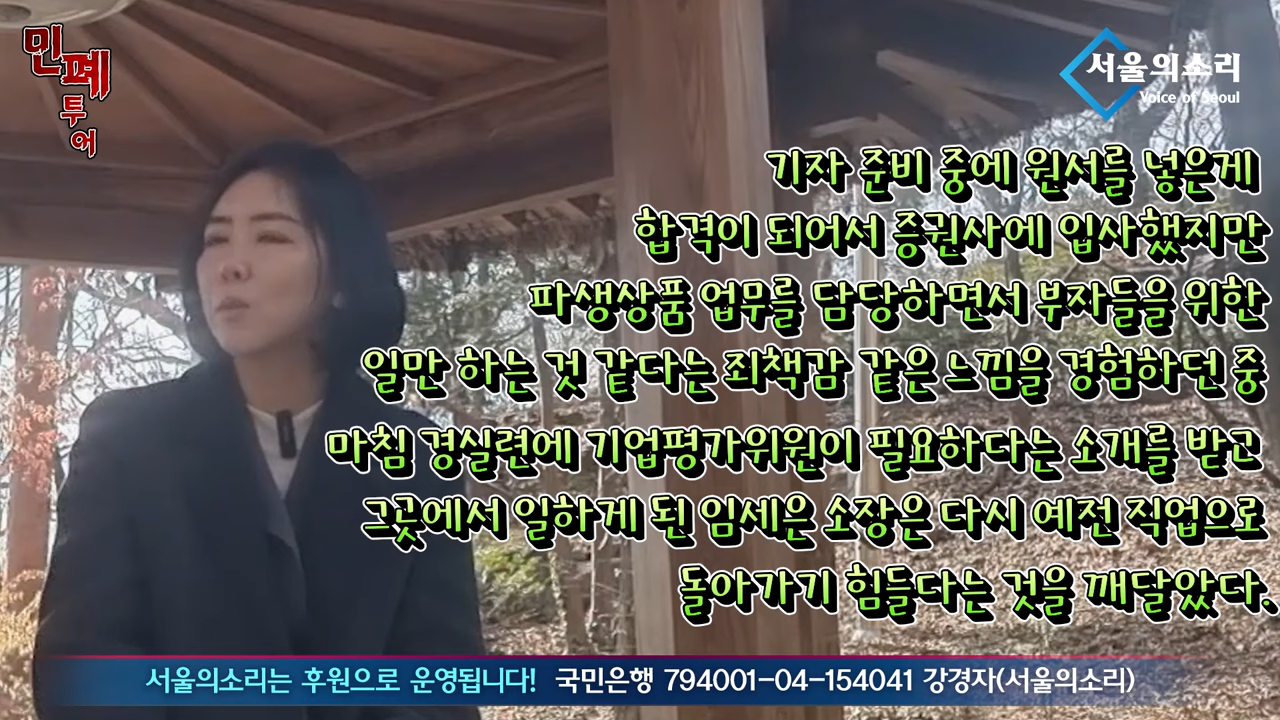 민폐
투
어
서울의소리
Voice of Seoul
기자 준비 중에 원서를 넣은게
합격이 되어서 증권사에 입사했지만
파생상품 업무를 담당하면서 부자들을 위한
일만 하는 것 같다는 죄책감 같은 느낌을 경험하던 중
마침 경실련에 기업평가위원이 필요하다는 소개를 받고
그곳에서 일하게 된 임세은 소장은 다시 예전 직업으로
돌아가기 힘들다는 것을 깨달았다.
서울의소리는 후원으로 운영됩니다! 국민은행 794001-04-154041 강경자(서울의소리)